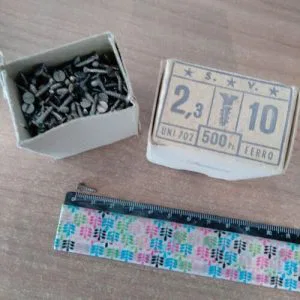 ★ S. ★ V. ★
2,3 10
UNI 702 500 Pz. FERRO